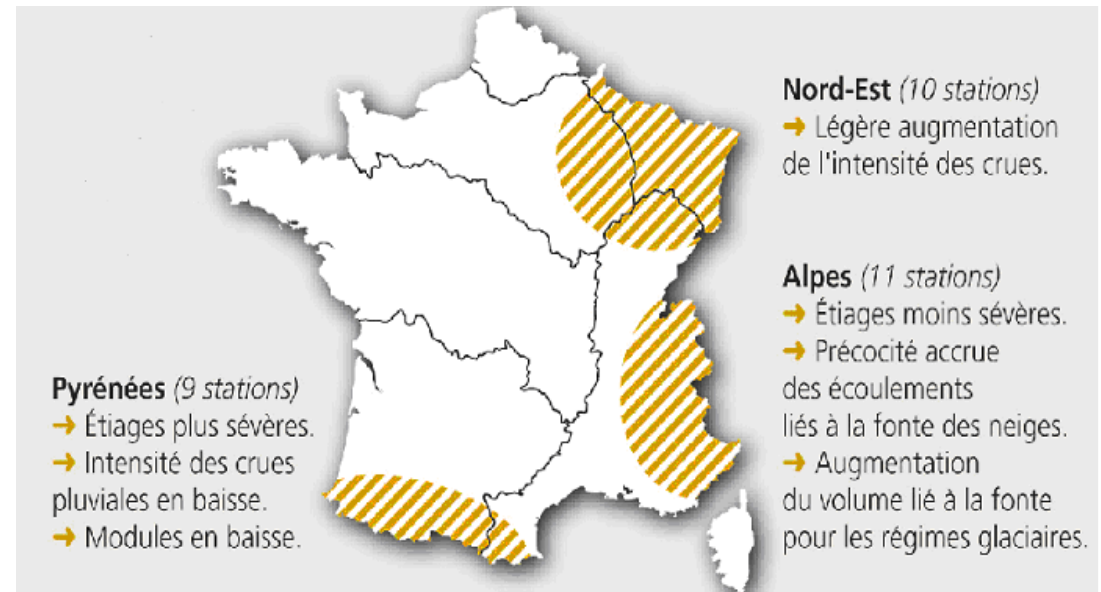 Nord-Est (10 stations)
➜ Légère augmentation
de l'intensité des crues.
Alpes (11 stations)
➜ Étiages moins sévères.
➜ Précocité accrue
des écoulements
liés à la fonte des neiges.
➜ Augmentation
du volume lié à la fonte
pour les régimes glaciaires.
Pyrénées (9 stations)
➜ Étiages plus sévères.
➜ Intensité des crues
pluviales en baisse.
➜ Modules en baisse.